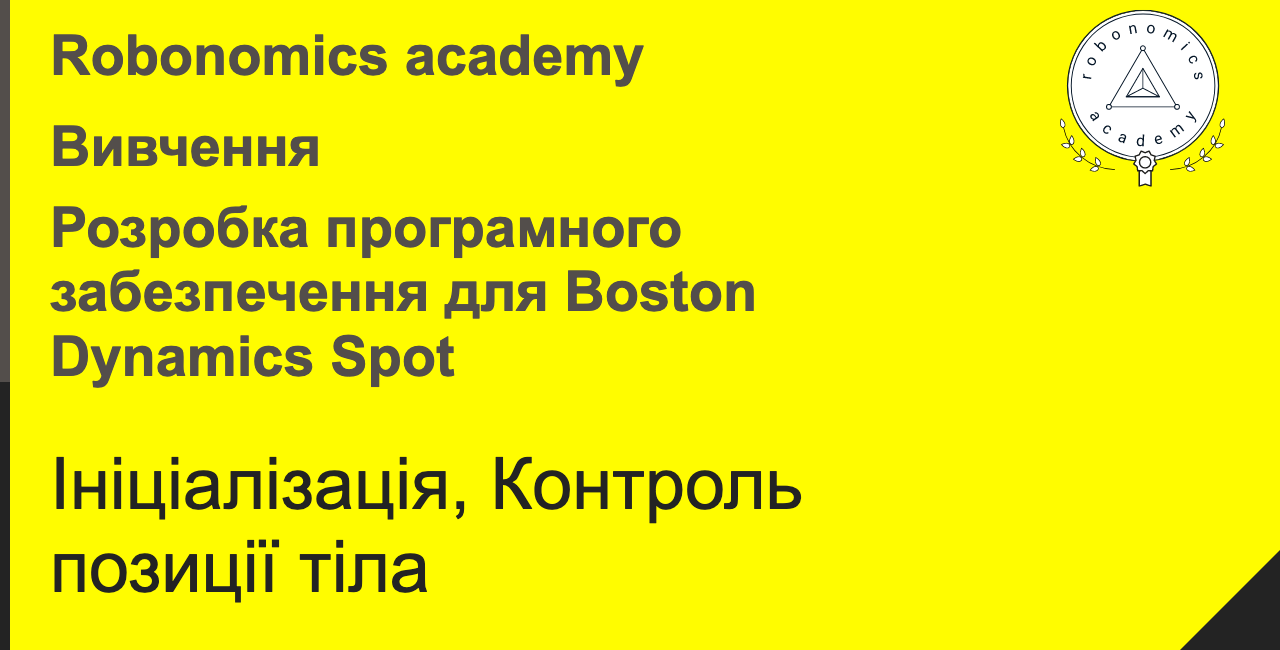 Robonomics academy
Вивчення
Розробка програмного
забезпечення для Boston
Dynamics Spot
Ініціалізація, Контроль
позиції тіла
robonomics
academy